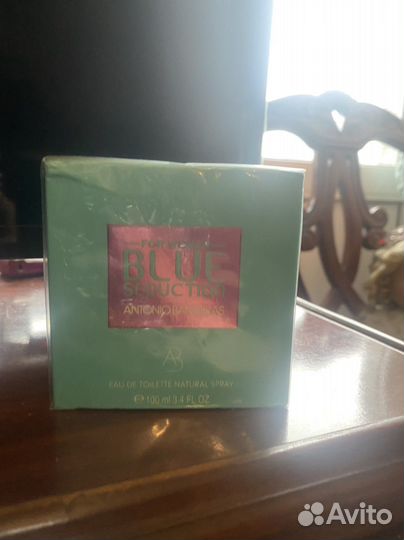 FOR WOMEN
BLUE
SEDUCTION
ANTONIO BANDERAS
AB
EAU DE TOILETTE NATURAL SPRAY
℮ 100 ml 3.4 FL OZ
Avito